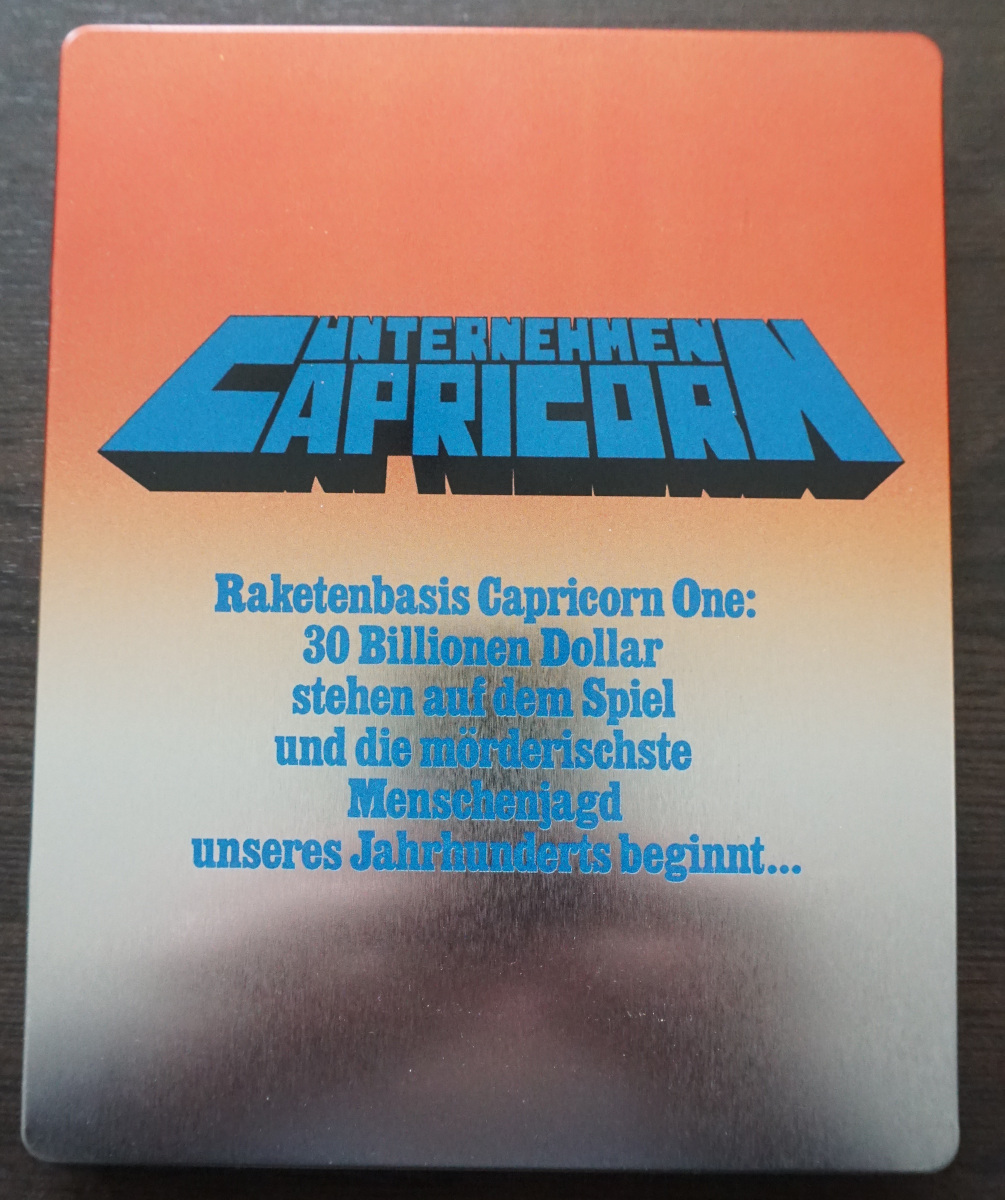 UNTERNEHMEN
CAPRICORN
Raketenbasis Capricorn One:
30 Billionen Dollar
stehen auf dem Spiel
und die mörderischste
Menschenjagd
unseres Jahrhunderts beginnt...